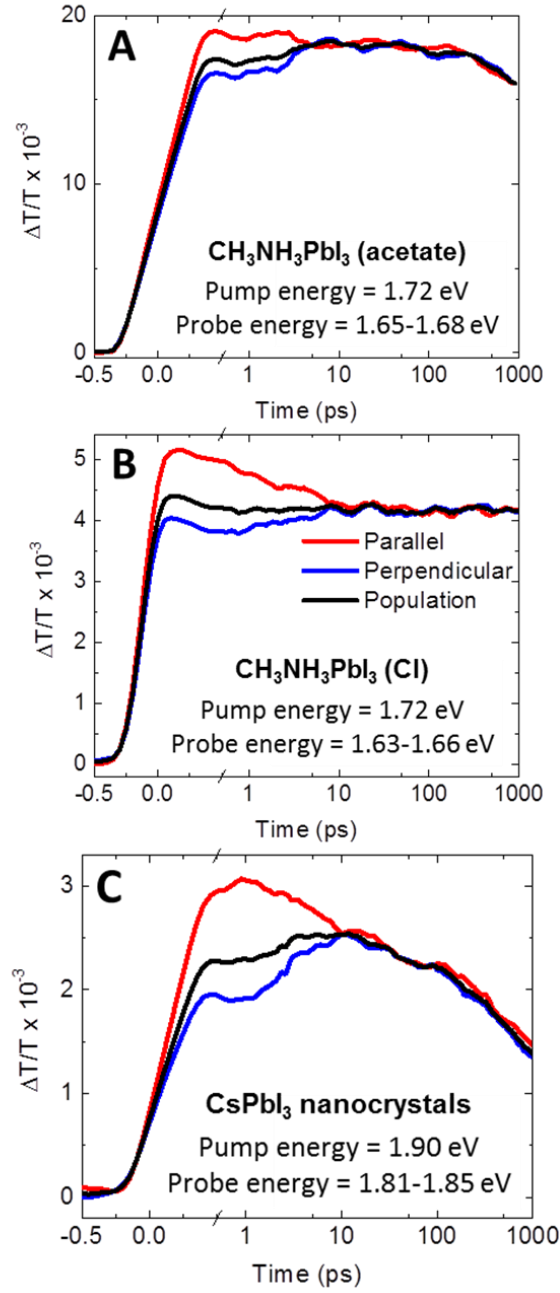 A
20
10
0
ΔT/T x 10⁻³
CH₃NH₃PbI₃ (acetate)
Pump energy = 1.72 eV
Probe energy = 1.65-1.68 eV
-0.5 0.0 1 10 100 1000
Time (ps)
B
5
4
3
2
1
0
ΔT/T x 10⁻³
Parallel
Perpendicular
Population
CH₃NH₃PbI₃ (Cl)
Pump energy = 1.72 eV
Probe energy = 1.63-1.66 eV
-0.5 0.0 1 10 100 1000
Time (ps)
C
3
2
1
0
ΔT/T x 10⁻³
CsPbI₃ nanocrystals
Pump energy = 1.90 eV
Probe energy = 1.81-1.85 eV
-0.5 0.0 1 10 100 1000
Time (ps)